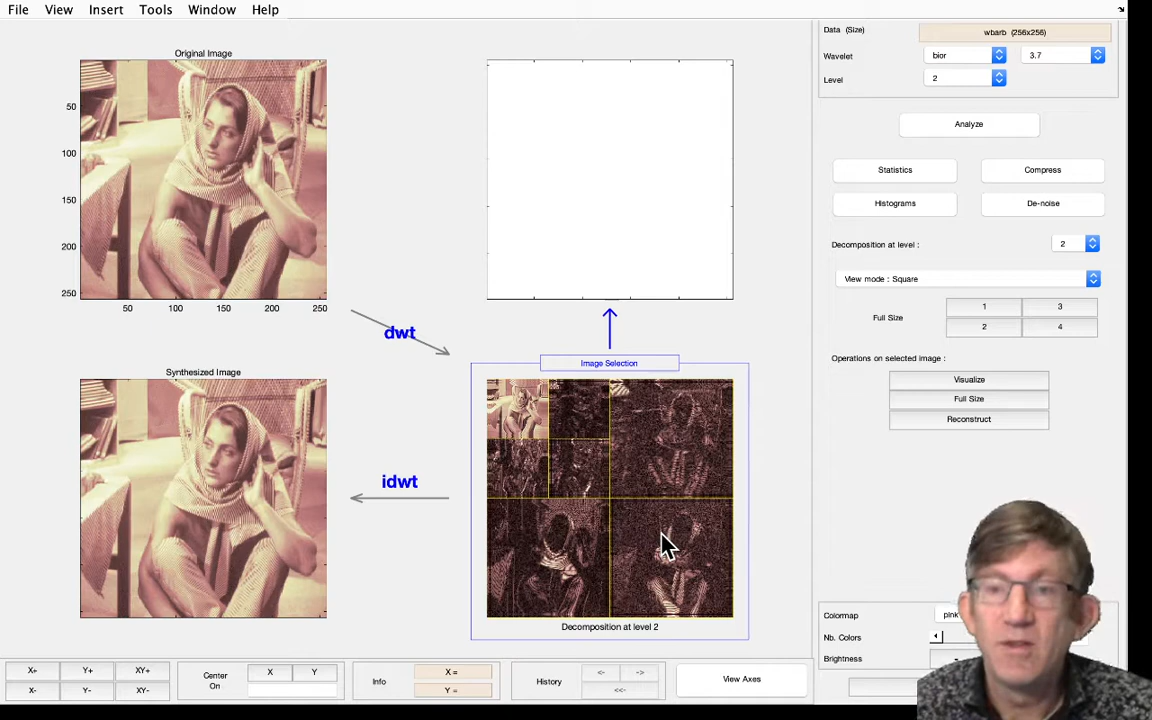 File View Insert Tools Window Help
Original Image
50
100
150
200
250
50 100 150 200 250
dwt
Image Selection
Synthesized Image
idwt
Decomposition at level 2
Data (Size) wbarb (256x256)
Wavelet bior 3.7
Level 2
Analyze
Statistics Compress
Histograms De-noise
Decomposition at level : 2
View mode : Square
Full Size 1 3
2 4
Operations on selected image :
Visualize
Full Size
Reconstruct
Colormap pink
Nb. Colors
Brightness -
X+ Y+ XY+
X- Y- XY-
Center
On
X Y
Info X =
Y =
History <- ->
<<-
View Axes